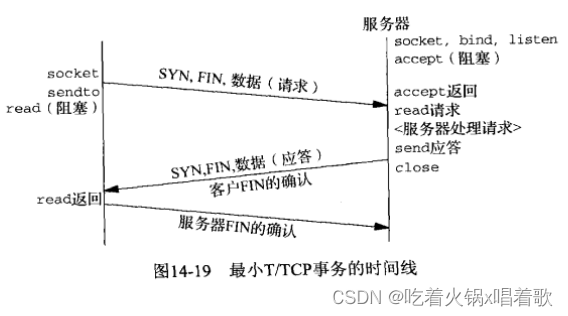 服务器
socket, bind, listen
accept(阻塞)
socket
sendto
read(阻塞)
SYN, FIN, 数据(请求)
accept返回
read请求
<服务器处理请求>
send应答
close
SYN,FIN,数据(应答)
客户FIN的确认
read返回
服务器FIN的确认
图14-19 最小T/TCP事务的时间线
CSDN @吃着火锅x唱着歌